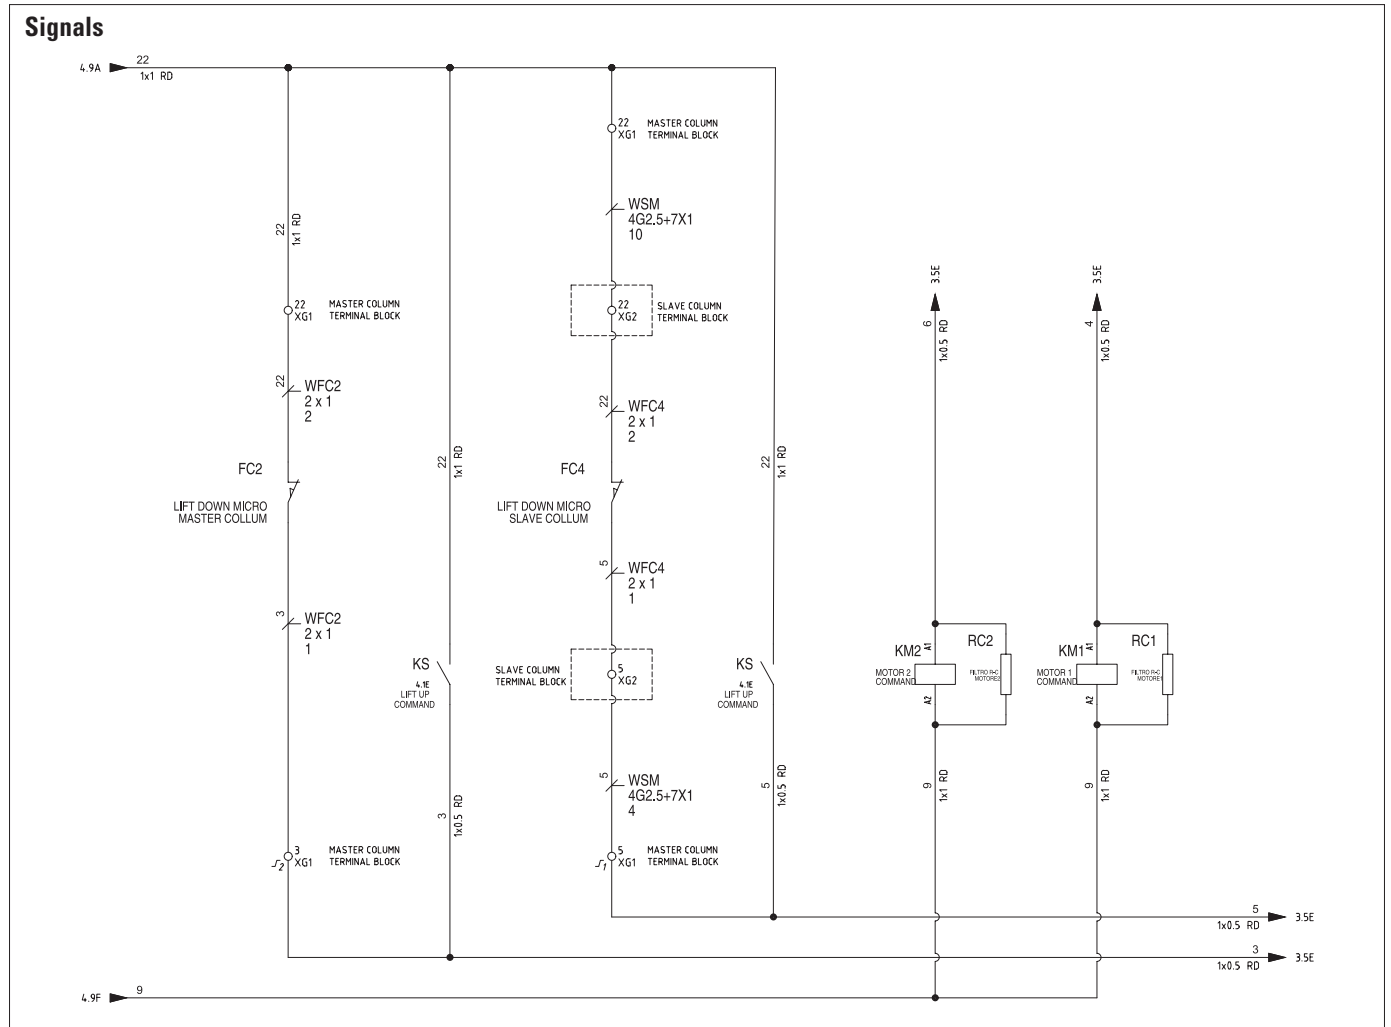 Signals
4.9A
22
1x1 RD
22
XG1
MASTER COLUMN
TERMINAL BLOCK
22
1x1 RD
WSM
4G2.5+7X1
10
22
XG1
MASTER COLUMN
TERMINAL BLOCK
22
XG2
SLAVE COLUMN
TERMINAL BLOCK
3.5E
3.5E
6
1x0.5 RD
4
1x0.5 RD
22
WFC2
2 x 1
2
22
WFC4
2 x 1
2
FC2
LIFT DOWN MICRO
MASTER COLLUM
22
1x1 RD
FC4
LIFT DOWN MICRO
SLAVE COLLUM
22
1x1 RD
5
WFC4
2 x 1
1
3
WFC2
2 x 1
1
KS
4.1E
LIFT UP
COMMAND
SLAVE COLUMN
TERMINAL BLOCK
5
XG2
KS
4.1E
LIFT UP
COMMAND
KM2
MOTOR 2
COMMAND
A1
A2
RC2
FILTRO R-C
MOTORE2
KM1
MOTOR 1
COMMAND
A1
A2
RC1
FILTRO R-C
MOTORE1
3
1x0.5 RD
5
WSM
4G2.5+7X1
4
5
1x0.5 RD
9
1x1 RD
9
1x1 RD
2
3
XG1
MASTER COLUMN
TERMINAL BLOCK
1
5
XG1
MASTER COLUMN
TERMINAL BLOCK
5
1x0.5 RD
3.5E
3
1x0.5 RD
3.5E
4.9F
9